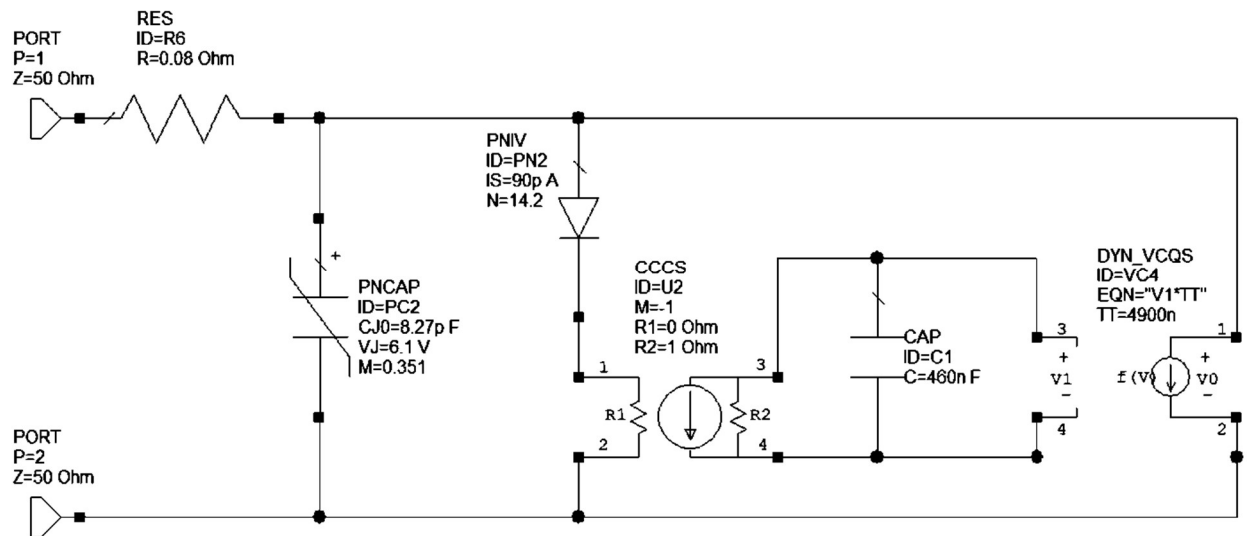 RES
ID=R6
R=0.08 Ohm
PORT
P=1
Z=50 Ohm
PNIV
ID=PN2
IS=90p A
N=14.2
+
PNCAP
ID=PC2
CJ0=8.27p F
VJ=6.1 V
M=0.351
CCCS
ID=U2
M=-1
R1=0 Ohm
R2=1 Ohm
1
2
R1
R2
3
4
CAP
ID=C1
C=460n F
3
+
V1
-
4
DYN_VCQS
ID=VC4
EQN="V1*TT"
TT=4900n
1
f(V)
+
V0
-
2
PORT
P=2
Z=50 Ohm